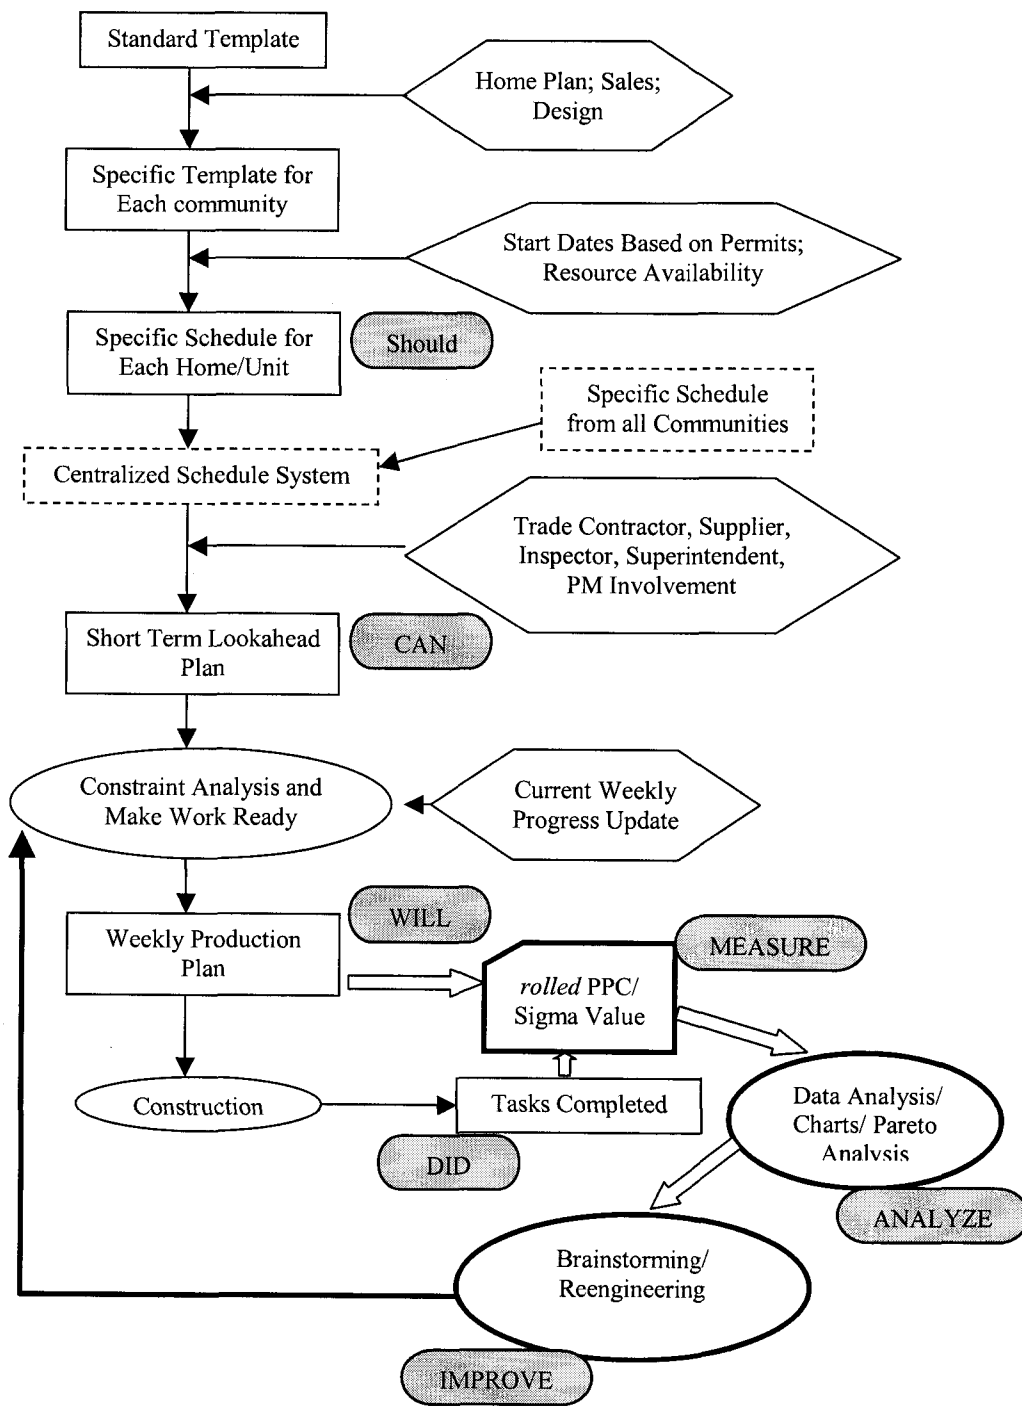 Standard Template
Home Plan; Sales;
Design
Specific Template for
Each community
Start Dates Based on Permits;
Resource Availability
Specific Schedule for
Each Home/Unit
Should
Specific Schedule
from all Communities
Centralized Schedule System
Trade Contractor, Supplier,
Inspector, Superintendent,
PM Involvement
Short Term Lookahead
Plan
CAN
Constraint Analysis and
Make Work Ready
Current Weekly
Progress Update
WILL
Weekly Production
Plan
MEASURE
rolled PPC/
Sigma Value
Construction
Tasks Completed
Data Analysis/
Charts/ Pareto
Analysis
DID
ANALYZE
Brainstorming/
Reengineering
IMPROVE